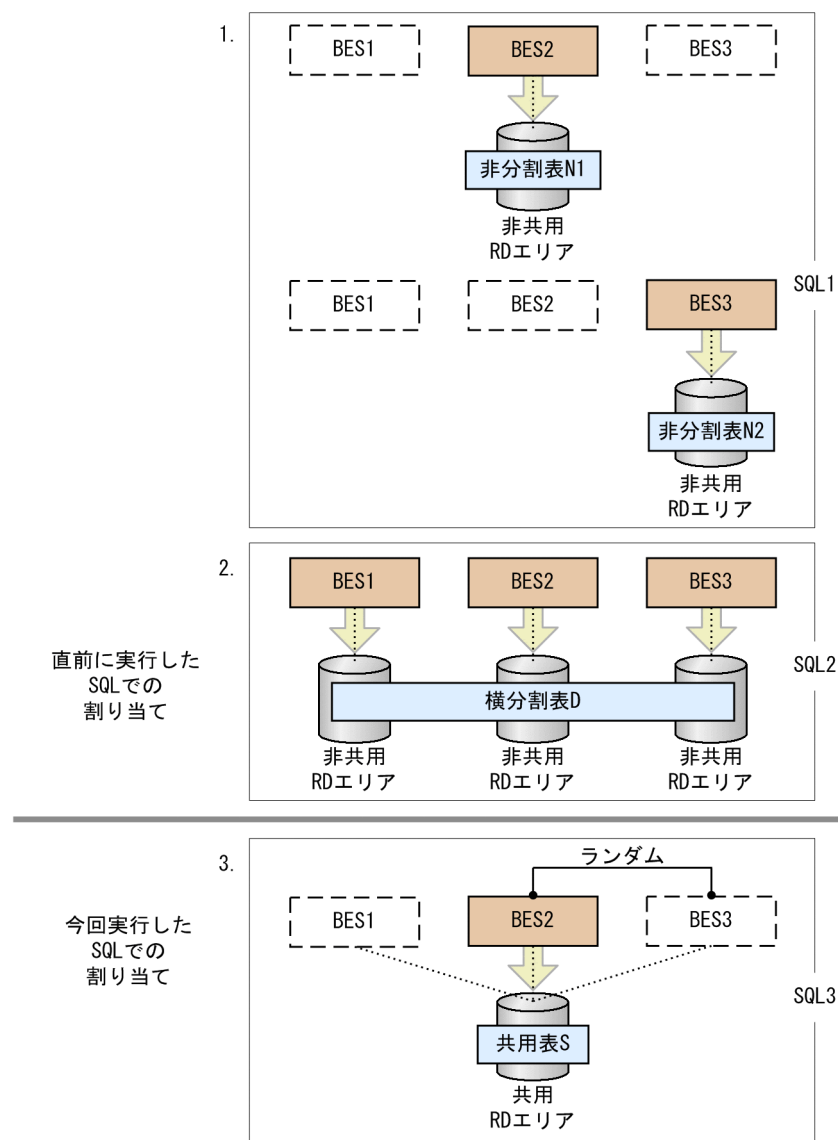 1.
BES1
BES2
BES3
非分割表N1
非共用
RDエリア
SQL1
BES1
BES2
BES3
非分割表N2
非共用
RDエリア
2.
BES1
BES2
BES3
直前に実行した
SQLでの
割り当て
SQL2
横分割表D
非共用
RDエリア
非共用
RDエリア
非共用
RDエリア
3.
ランダム
BES1
BES2
BES3
今回実行した
SQLでの
割り当て
SQL3
共用表S
共用
RDエリア